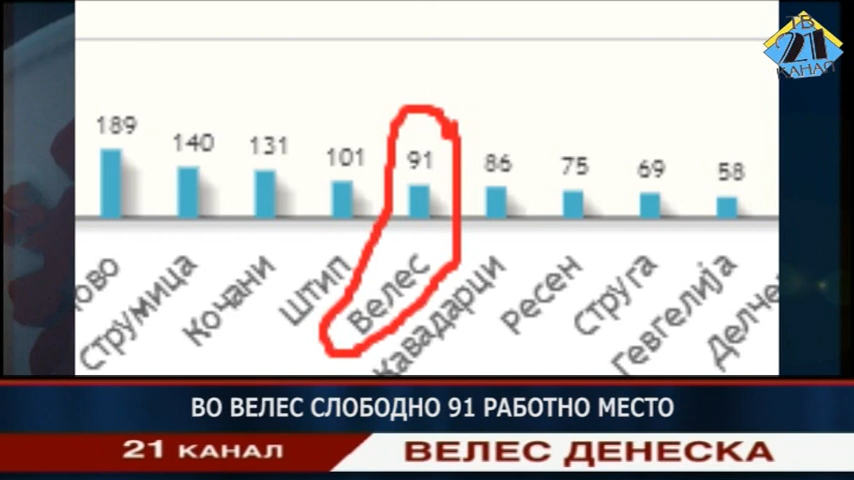 ТВ
21
КАНАЛ
189
140
131
101
91
86
75
69
58
Струмица
Кочани
Штип
Велес
Кавадарци
Ресен
Струга
Гевгелија
ВО ВЕЛЕС СЛОБОДНО 91 РАБОТНО МЕСТО
21 КАНАЛ
ВЕЛЕС ДЕНЕСКА